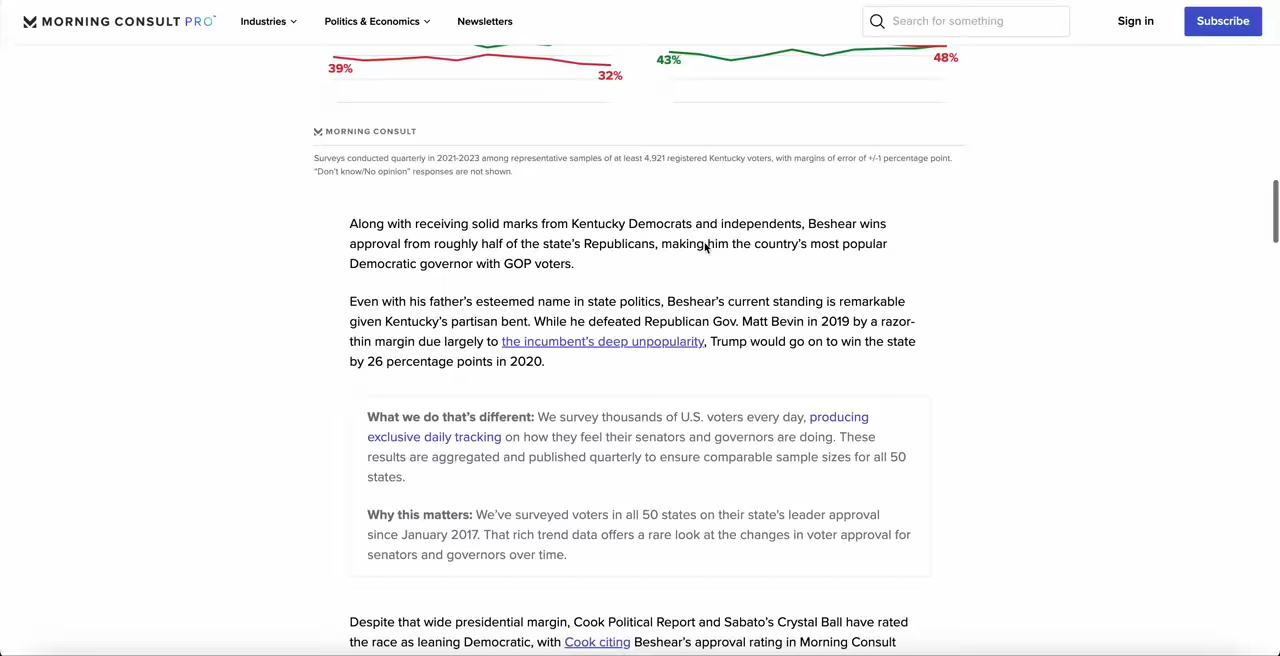 MORNING CONSULT PRO
Industries
Politics & Economics
Newsletters
Search for something
Sign in
Subscribe
39%
32%
43%
48%
MORNING CONSULT
Surveys conducted quarterly in 2021-2023 among representative samples of at least 4,921 registered Kentucky voters, with margins of error of +/-1 percentage point.
“Don’t know/No opinion” responses are not shown.
Along with receiving solid marks from Kentucky Democrats and independents, Beshear wins
approval from roughly half of the state’s Republicans, making him the country’s most popular
Democratic governor with GOP voters.
Even with his father’s esteemed name in state politics, Beshear’s current standing is remarkable
given Kentucky’s partisan bent. While he defeated Republican Gov. Matt Bevin in 2019 by a razor-
thin margin due largely to the incumbent’s deep unpopularity, Trump would go on to win the state
by 26 percentage points in 2020.
What we do that’s different: We survey thousands of U.S. voters every day, producing
exclusive daily tracking on how they feel their senators and governors are doing. These
results are aggregated and published quarterly to ensure comparable sample sizes for all 50
states.
Why this matters: We’ve surveyed voters in all 50 states on their state's leader approval
since January 2017. That rich trend data offers a rare look at the changes in voter approval for
senators and governors over time.
Despite that wide presidential margin, Cook Political Report and Sabato’s Crystal Ball have rated
the race as leaning Democratic, with Cook citing Beshear’s approval rating in Morning Consult